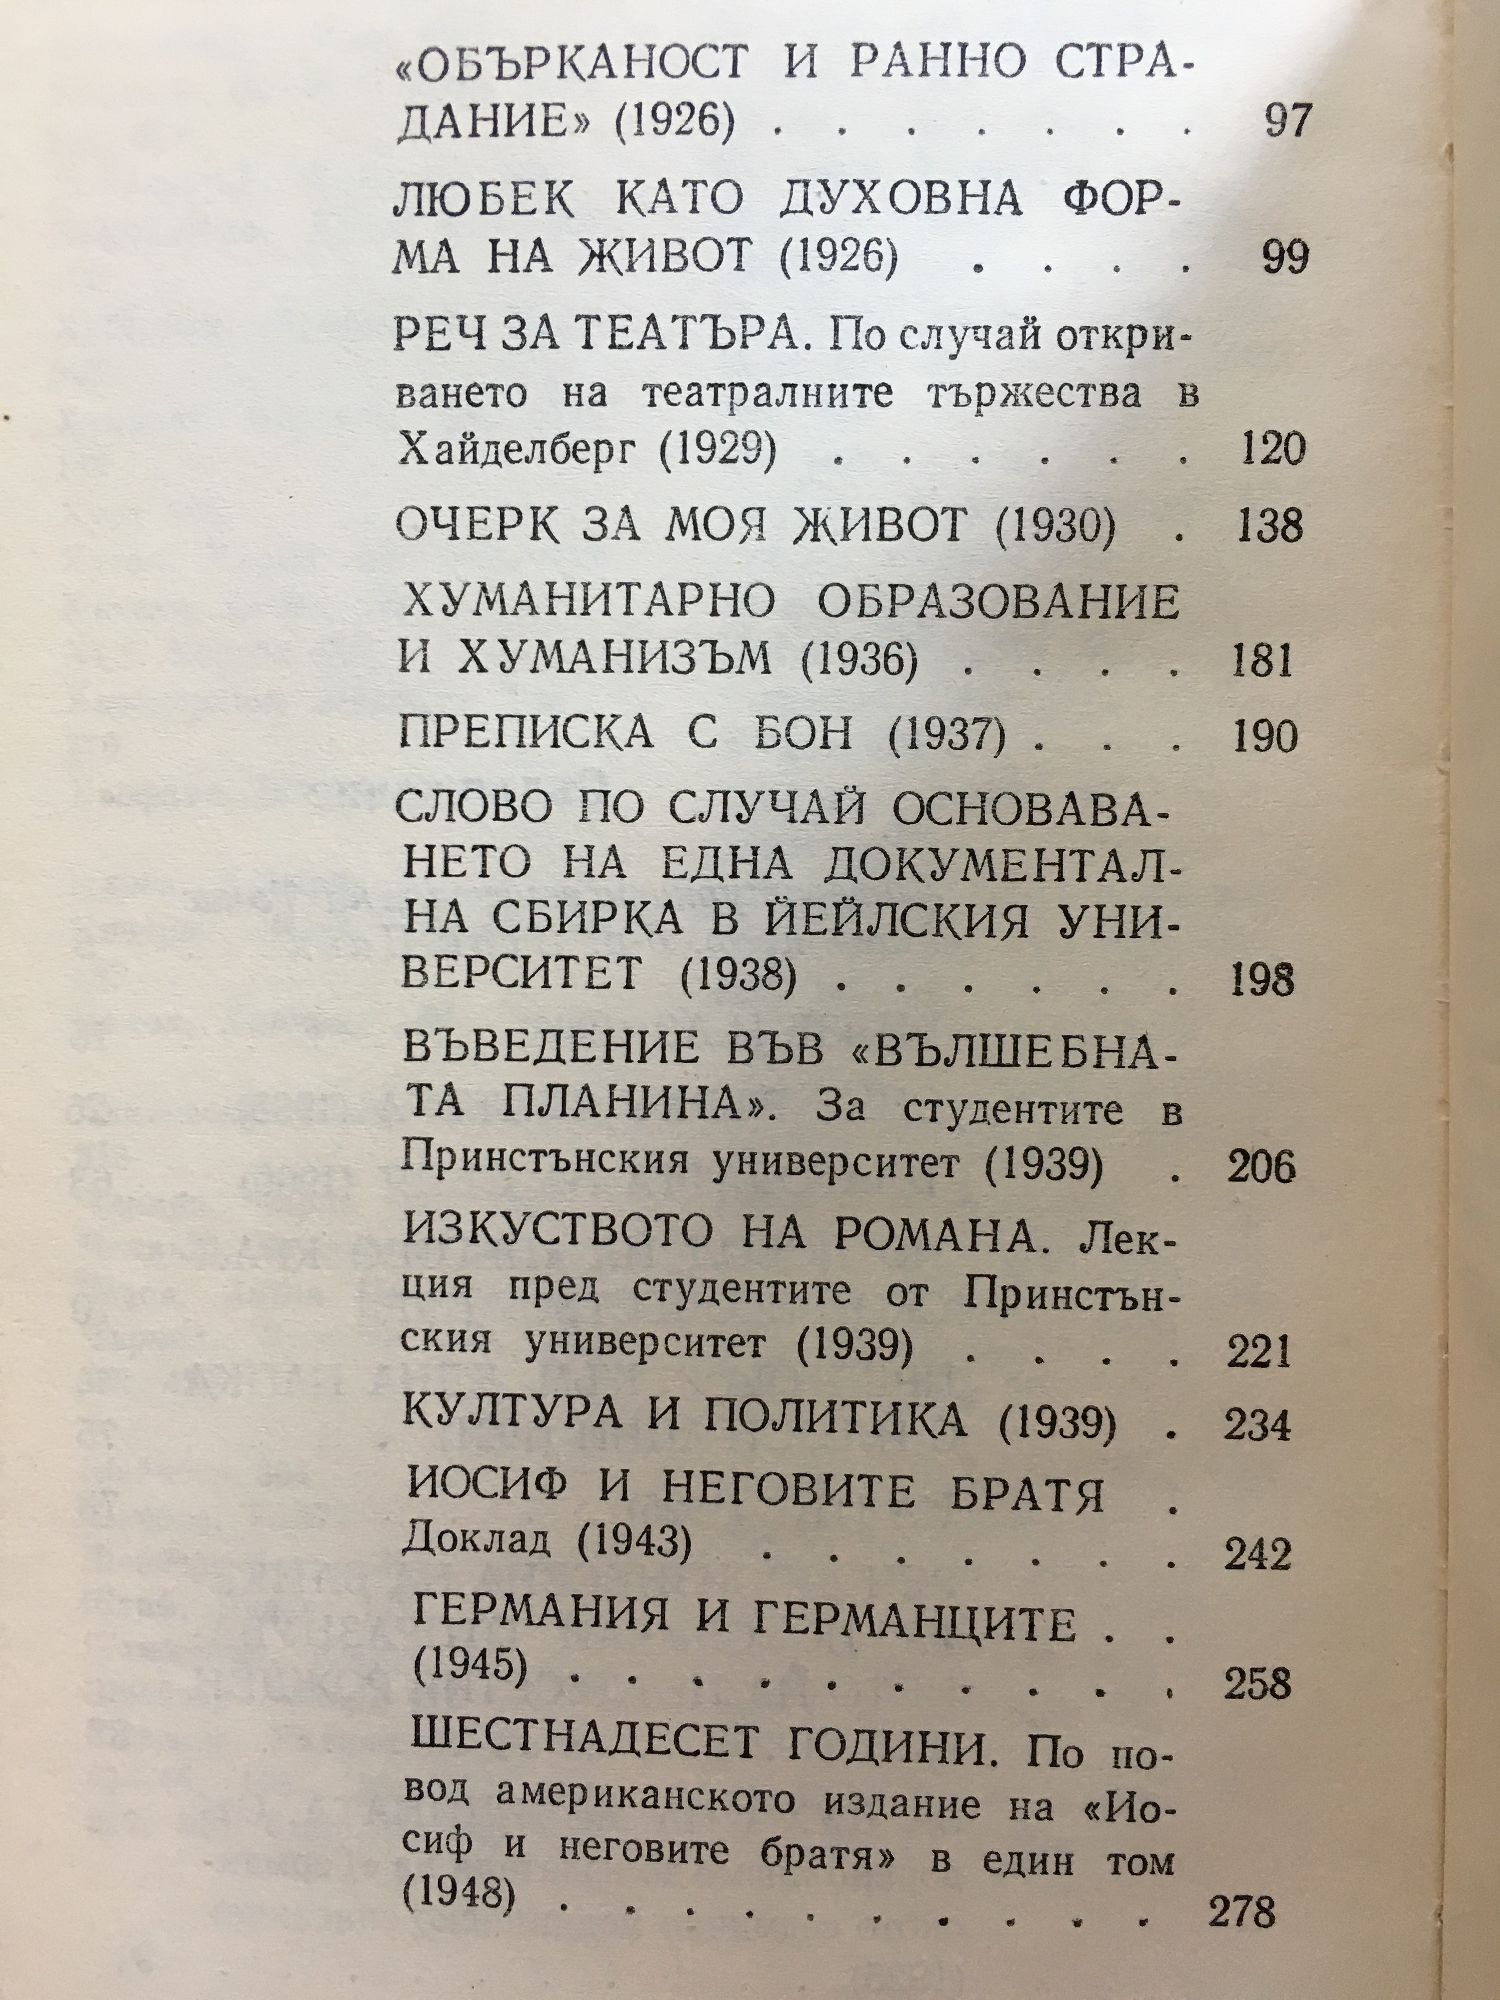 «ОБЪРКАНОСТ И РАННО СТРА-
ДАНИЕ» (1926) . . . . . . . 97
ЛЮБЕК КАТО ДУХОВНА ФОР-
МА НА ЖИВОТ (1926) . . . . 99
РЕЧ ЗА ТЕАТЪРА. По случай откри-
ването на театралните тържества в
Хайделберг (1929) . . . . . . 120
ОЧЕРК ЗА МОЯ ЖИВОТ (1930) . 138
ХУМАНИТАРНО ОБРАЗОВАНИЕ
И ХУМАНИЗЪМ (1936) . . . . 181
ПРЕПИСКА С БОН (1937) . . . 190
СЛОВО ПО СЛУЧАЙ ОСНОВАВА-
НЕТО НА ЕДНА ДОКУМЕНТАЛ-
НА СБИРКА В ЙЕЙЛСКИЯ УНИ-
ВЕРСИТЕТ (1938) . . . . . . 198
ВЪВЕДЕНИЕ ВЪВ «ВЪЛШЕБНА-
ТА ПЛАНИНА». За студентите в
Принстънския университет (1939) . 206
ИЗКУСТВОТО НА РОМАНА. Лек-
ция пред студентите от Принстън-
ския университет (1939) . . . . 221
КУЛТУРА И ПОЛИТИКА (1939) . 234
ИОСИФ И НЕГОВИТЕ БРАТЯ .
Доклад (1943) . . . . . . . 242
ГЕРМАНИЯ И ГЕРМАНЦИТЕ . .
(1945) . . . . . . . . . . 258
ШЕСТНАДЕСЕТ ГОДИНИ. По по-
вод американското издание на «Ио-
сиф и неговите братя» в един том
(1948) . . . . . . . . . . 278